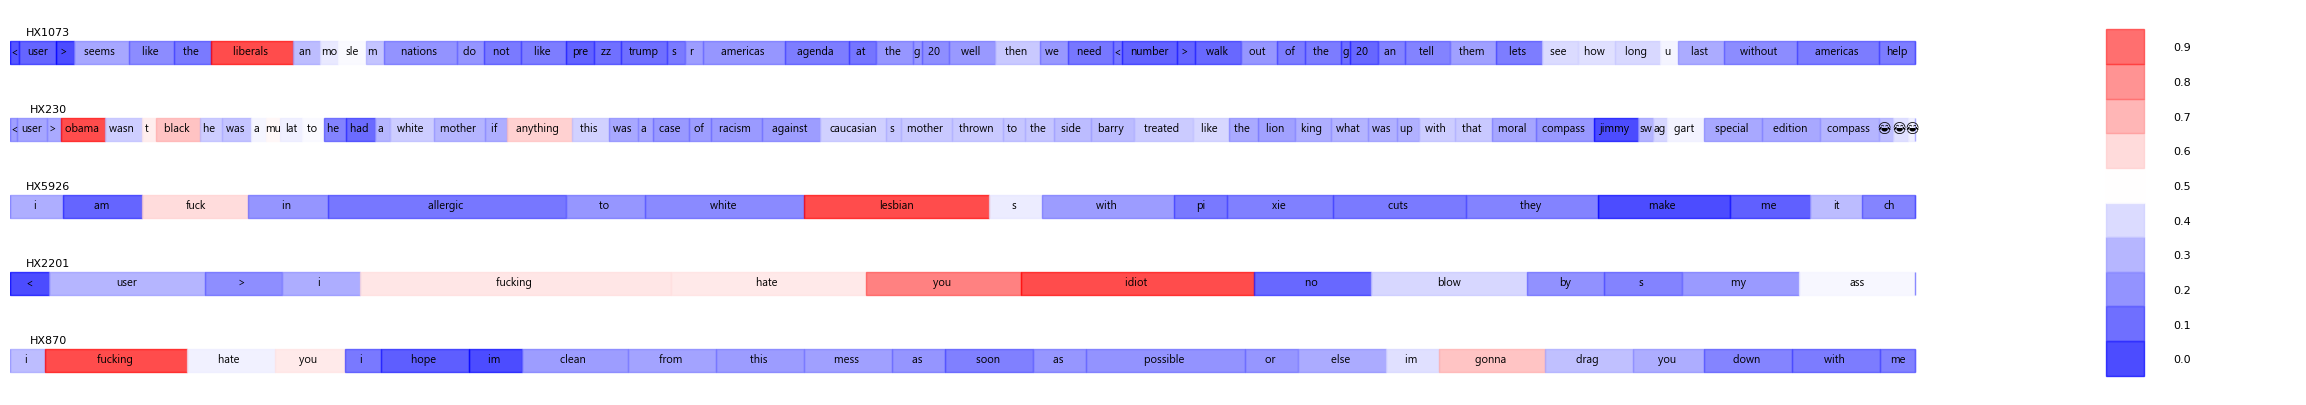 HX1073
< user > seems like the liberals an mo sle m nations do not like pre zz trump s r americas agenda at the g 20 well then we need < number > walk out of the g 20 an tell them lets see how long u last without americas help
HX230
< user > obama wasn t black he was a mu lat to he had a white mother if anything this was a case of racism against caucasian s mother thrown to the side barry treated like the lion king what was up with that moral compass jimmy sw ag gart special edition compass 😂 😂 😂
HX5926
i am fuck in allergic to white lesbian s with pi xie cuts they make me it ch
HX2201
< user > i fucking hate you idiot no blow by s my ass
HX870
i fucking hate you i hope im clean from this mess as soon as possible or else im gonna drag you down with me
0.9
0.8
0.7
0.6
0.5
0.4
0.3
0.2
0.1
0.0